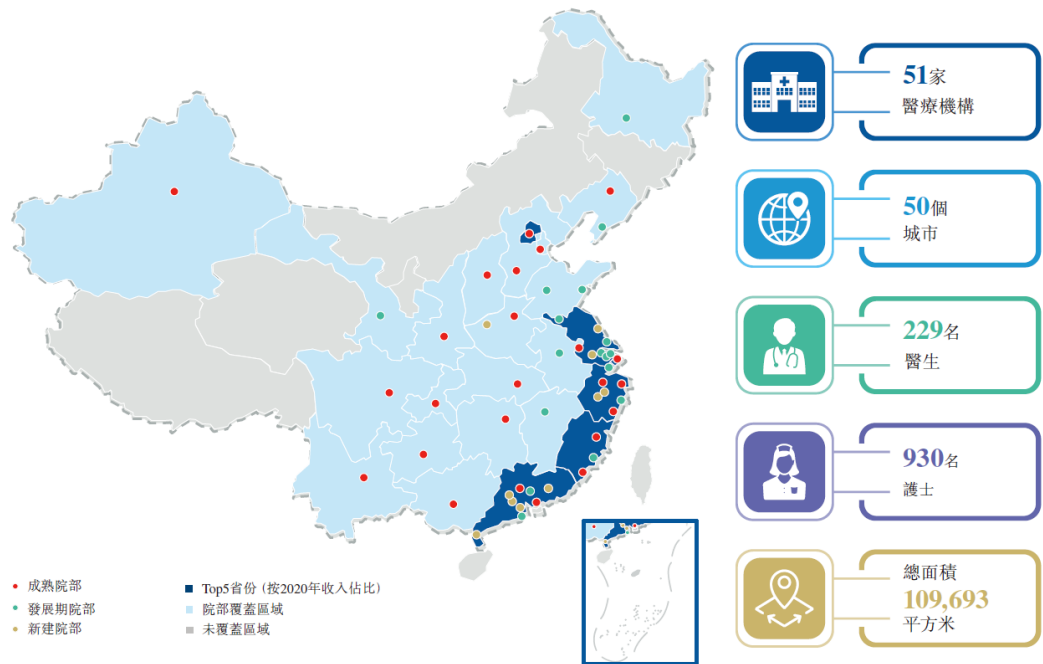 51家
醫療機構
50個
城市
229名
醫生
930名
護士
總面積
109,693
平方米
成熟院部
發展期院部
新建院部
Top5省份（按2020年收入佔比）
院部覆蓋區域
未覆蓋區域